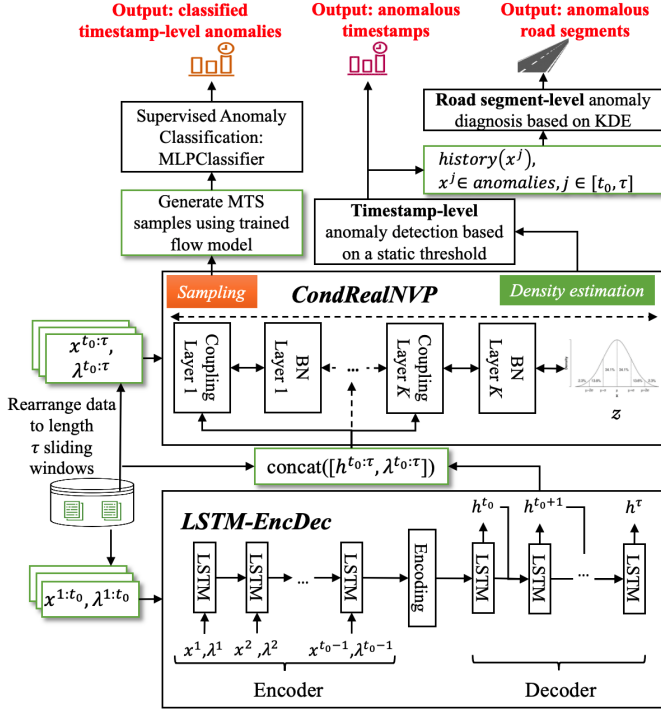 Output: classified
timestamp-level anomalies
Output: anomalous
timestamps
Output: anomalous
road segments
Supervised Anomaly
Classification:
MLPClassifier
Road segment-level anomaly
diagnosis based on KDE
history(x^j),
x^j ∈ anomalies, j ∈ [t_0, τ]
Generate MTS
samples using trained
flow model
Timestamp-level
anomaly detection based
on a static threshold
Sampling
CondRealNVP
Density estimation
x^{t_0:τ},
λ^{t_0:τ}
Coupling
Layer 1
BN
Layer 1
...
Coupling
Layer K
BN
Layer K
z
Rearrange data
to length
τ sliding
windows
concat([h^{t_0:τ}, λ^{t_0:τ}])
LSTM-EncDec
h^{t_0}
h^{t_0+1}
h^τ
x^{1:t_0}, λ^{1:t_0}
LSTM
LSTM
...
LSTM
Encoding
LSTM
LSTM
...
LSTM
x^1,λ^1
x^2,λ^2
x^{t_0−1},λ^{t_0−1}
Encoder
Decoder